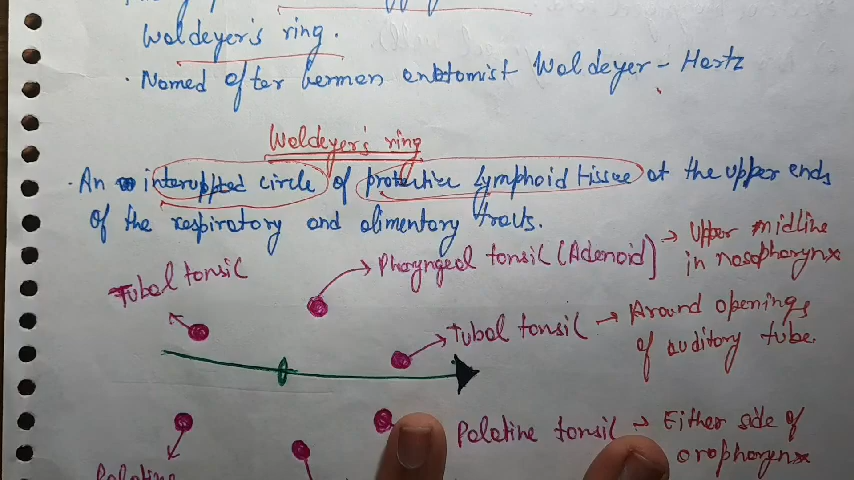 Waldeyer's ring.
· Named after German anatomist Waldeyer - Hartz
Waldeyer's ring
· An interrupted circle of protective lymphoid tissue at the upper ends
of the respiratory and alimentary tracts.
Tubal tonsil
Pharyngeal tonsil (Adenoid) → Upper midline
in nasopharynx
Tubal tonsil → Around openings
of auditory tube
Palatine tonsil → Either side of
oropharynx
Palatine